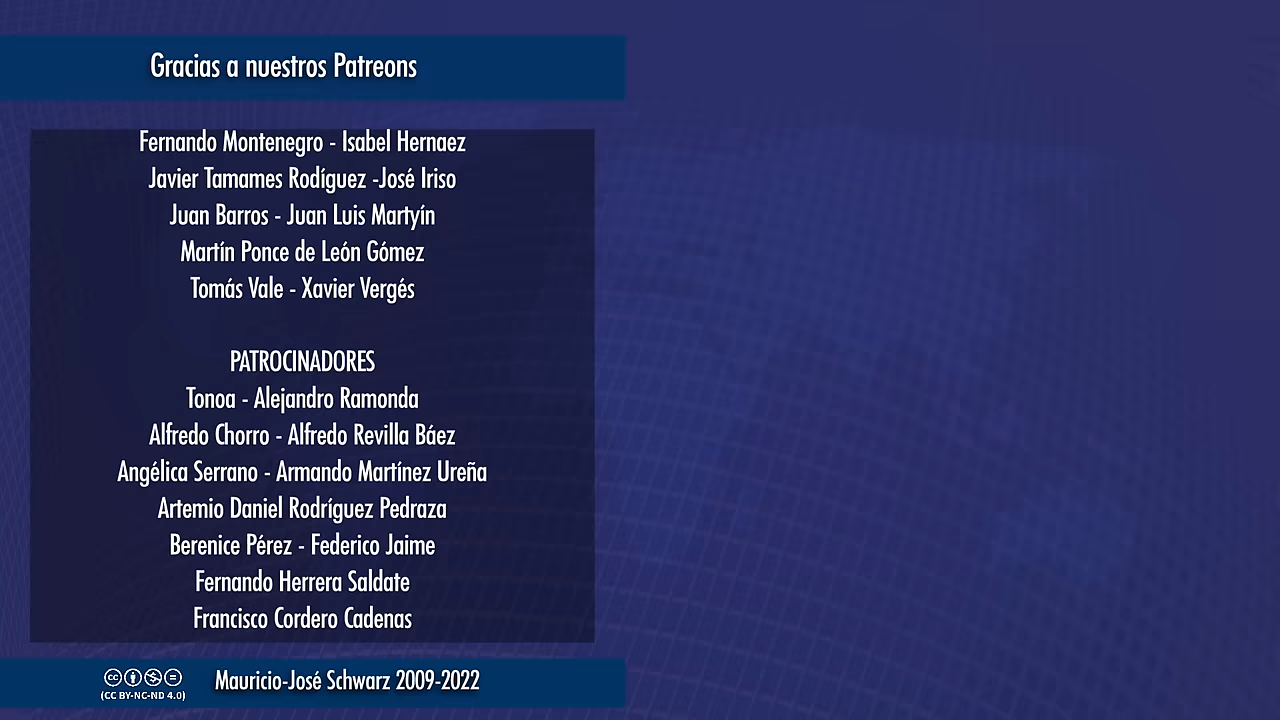 Gracias a nuestros Patreons
Fernando Montenegro - Isabel Hernaez
Javier Tamames Rodíguez -José Iriso
Juan Barros - Juan Luis Martyín
Martín Ponce de León Gómez
Tomás Vale - Xavier Vergés
PATROCINADORES
Tonoa - Alejandro Ramonda
Alfredo Chorro - Alfredo Revilla Báez
Angélica Serrano - Armando Martínez Ureña
Artemio Daniel Rodríguez Pedraza
Berenice Pérez - Federico Jaime
Fernando Herrera Saldate
Francisco Cordero Cadenas
(CC BY-NC-ND 4.0)
Mauricio-José Schwarz 2009-2022